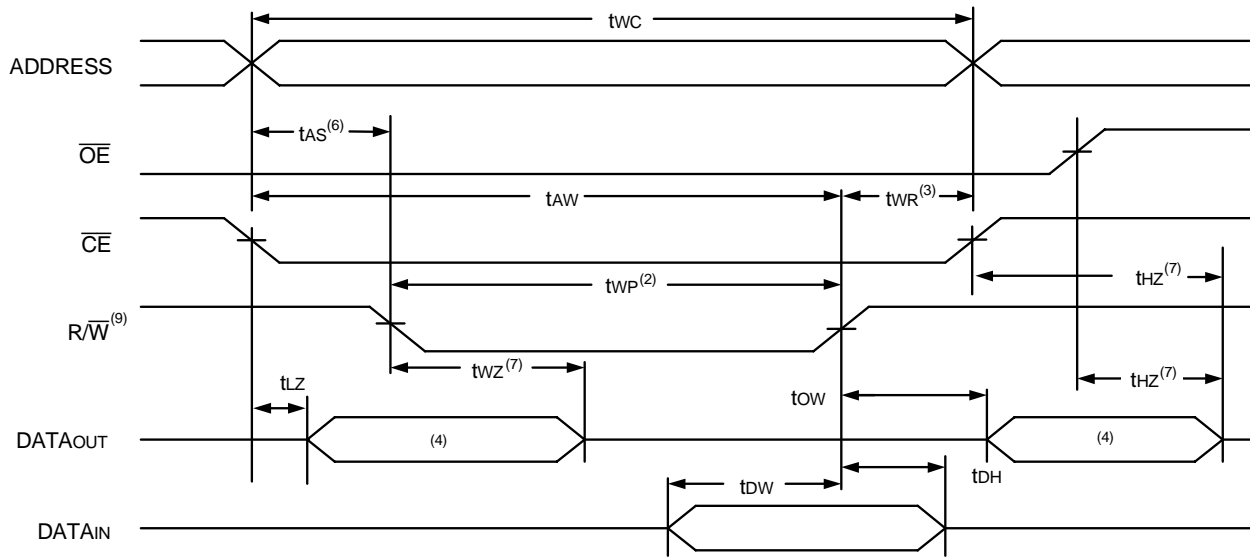 tWC
ADDRESS
tAS(6)
OE
tAW
tWR(3)
CE
tWP(2)
tHZ(7)
R/W(9)
tWZ(7)
tLZ
tHZ(7)
tOW
DATAOUT
(4)
(4)
tDH
tDW
DATAIN